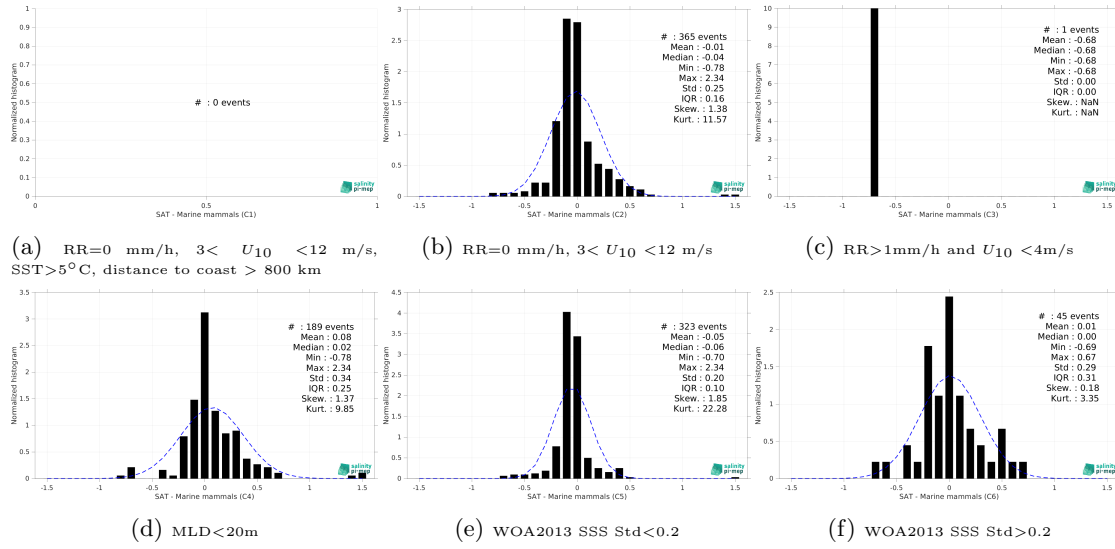 1
0.9
0.8
0.7
0.6
0.5
0.4
0.3
0.2
0.1
0
Normalized histogram
# : 0 events
salinity
pi-mep
0 0.5 1
SAT - Marine mammals (C1)
(a) RR=0 mm/h, 3< U10 <12 m/s,
SST>5°C, distance to coast > 800 km
3
2.5
2
1.5
1
0.5
0
Normalized histogram
# : 365 events
Mean : -0.01
Median : -0.04
Min : -0.78
Max : 2.34
Std : 0.25
IQR : 0.16
Skew. : 1.38
Kurt. : 11.57
salinity
pi-mep
-1.5 -1 -0.5 0 0.5 1 1.5
SAT - Marine mammals (C2)
(b) RR=0 mm/h, 3< U10 <12 m/s
10
9
8
7
6
5
4
3
2
1
0
Normalized histogram
# : 1 events
Mean : -0.68
Median : -0.68
Min : -0.68
Max : -0.68
Std : 0.00
IQR : 0.00
Skew. : NaN
Kurt. : NaN
salinity
pi-mep
-1.5 -1 -0.5 0 0.5 1 1.5
SAT - Marine mammals (C3)
(c) RR>1mm/h and U10 <4m/s
3.5
3
2.5
2
1.5
1
0.5
0
Normalized histogram
# : 189 events
Mean : 0.08
Median : 0.02
Min : -0.78
Max : 2.34
Std : 0.34
IQR : 0.25
Skew. : 1.37
Kurt. : 9.85
salinity
pi-mep
-1.5 -1 -0.5 0 0.5 1 1.5
SAT - Marine mammals (C4)
(d) MLD<20m
4.5
4
3.5
3
2.5
2
1.5
1
0.5
0
Normalized histogram
# : 323 events
Mean : -0.05
Median : -0.06
Min : -0.70
Max : 2.34
Std : 0.20
IQR : 0.10
Skew. : 1.85
Kurt. : 22.28
salinity
pi-mep
-1.5 -1 -0.5 0 0.5 1 1.5
SAT - Marine mammals (C5)
(e) WOA2013 SSS Std<0.2
2.5
2
1.5
1
0.5
0
Normalized histogram
# : 45 events
Mean : 0.01
Median : 0.00
Min : -0.69
Max : 0.67
Std : 0.29
IQR : 0.31
Skew. : 0.18
Kurt. : 3.35
salinity
pi-mep
-1.5 -1 -0.5 0 0.5 1 1.5
SAT - Marine mammals (C6)
(f) WOA2013 SSS Std>0.2